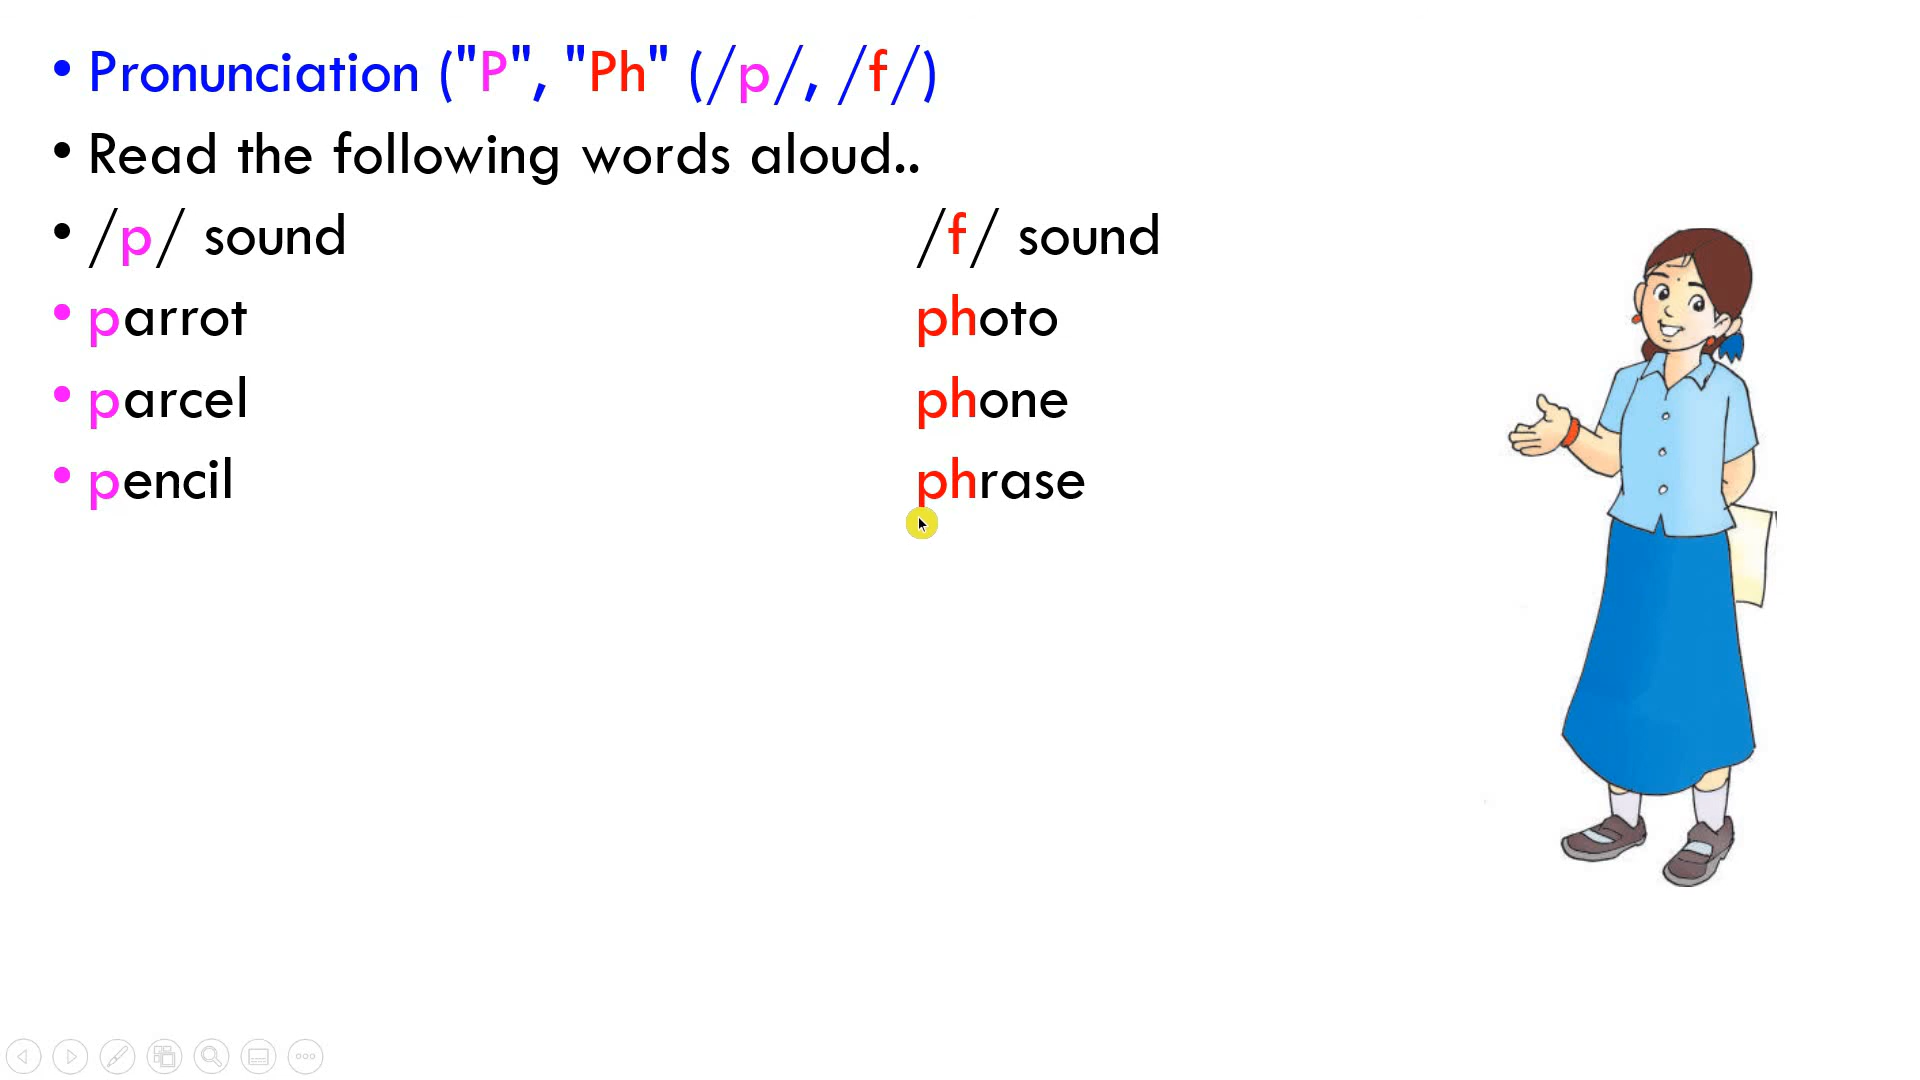 • Pronunciation ("P", "Ph" (/p/, /f/)
• Read the following words aloud..
• /p/ sound /f/ sound
• parrot photo
• parcel phone
• pencil phrase